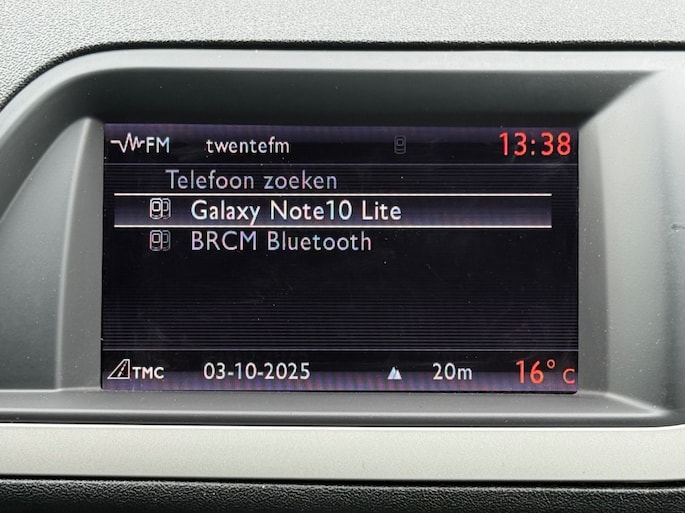 FM twentefm 13:38
Telefoon zoeken
Galaxy Note10 Lite
BRCM Bluetooth
TMC 03-10-2025 20m 16° C